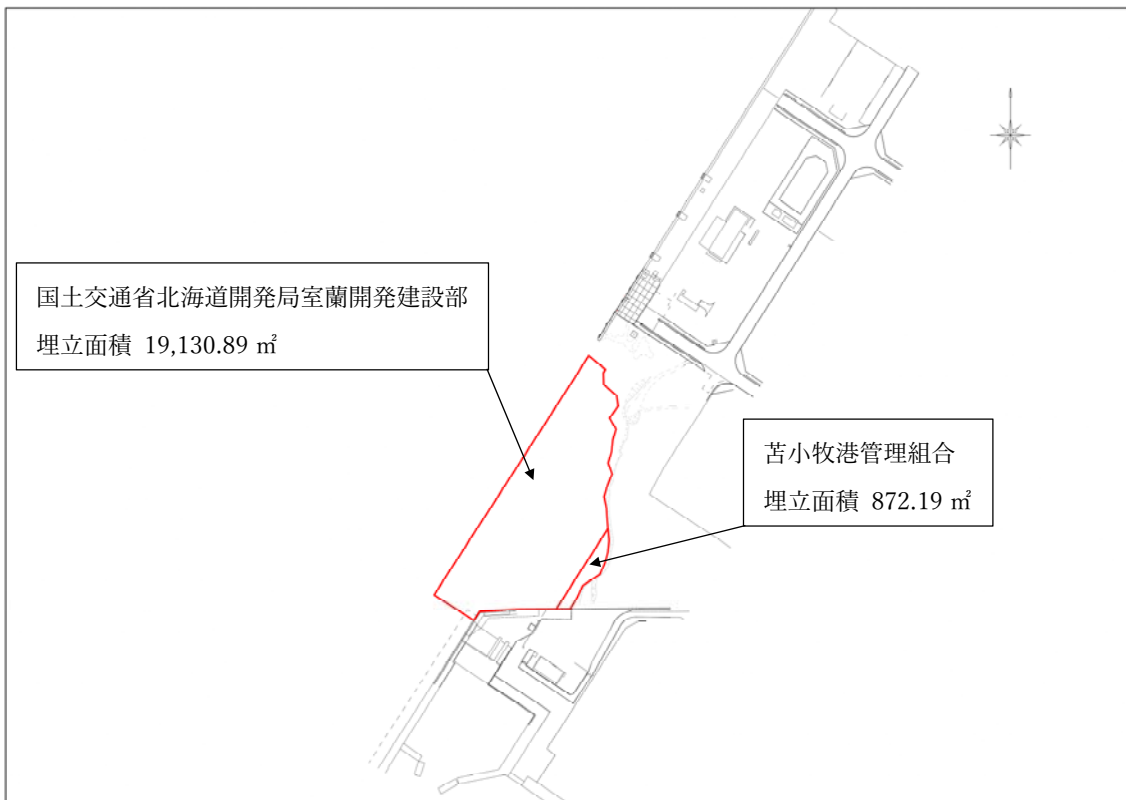 国土交通省北海道開発局室蘭開発建設部
埋立面積 19,130.89 ㎡
苫小牧港管理組合
埋立面積 872.19 ㎡